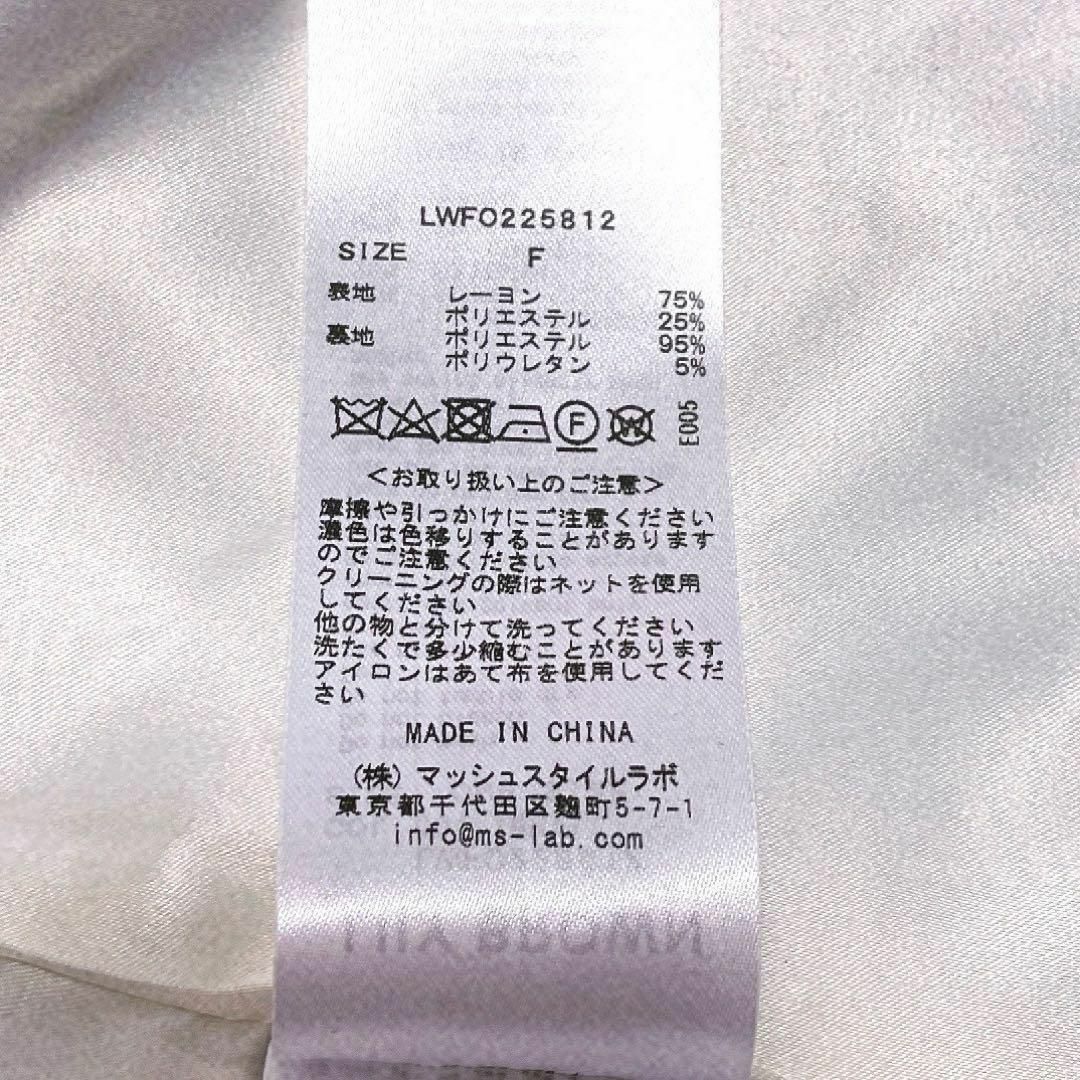 LWFO225812
SIZE F
表地 レーヨン 75%
ポリエステル 25%
裏地 ポリエステル 95%
ポリウレタン 5%
F W E005
<お取り扱い上のご注意>
摩擦や引っかけにご注意ください
濃色は色移りすることがあります
のでご注意ください
クリーニングの際はネットを使用
してください
他の物と分けて洗ってください
洗たくで多少縮むことがあります
アイロンはあて布を使用してくだ
さい
MADE IN CHINA
(株)マッシュスタイルラボ
東京都千代田区麹町5-7-1
info@ms-lab.com